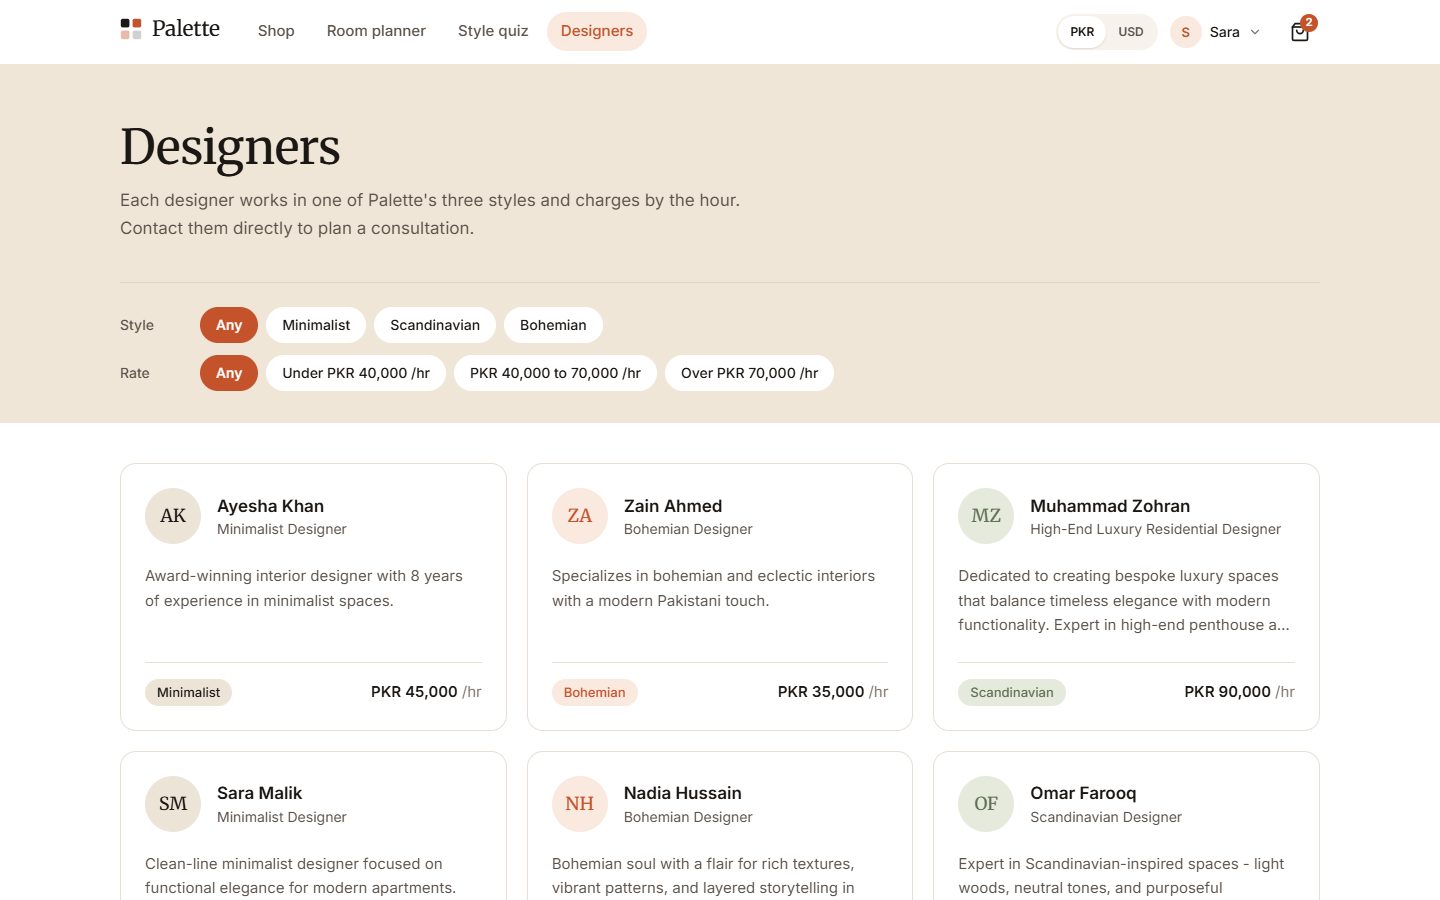 Palette
Shop
Room planner
Style quiz
Designers
PKR
USD
S
Sara
2
Designers
Each designer works in one of Palette's three styles and charges by the hour.
Contact them directly to plan a consultation.
Style
Any
Minimalist
Scandinavian
Bohemian
Rate
Any
Under PKR 40,000 /hr
PKR 40,000 to 70,000 /hr
Over PKR 70,000 /hr
AK
Ayesha Khan
Minimalist Designer
Award-winning interior designer with 8 years
of experience in minimalist spaces.
Minimalist
PKR 45,000 /hr
ZA
Zain Ahmed
Bohemian Designer
Specializes in bohemian and eclectic interiors
with a modern Pakistani touch.
Bohemian
PKR 35,000 /hr
MZ
Muhammad Zohran
High-End Luxury Residential Designer
Dedicated to creating bespoke luxury spaces
that balance timeless elegance with modern
functionality. Expert in high-end penthouse a...
Scandinavian
PKR 90,000 /hr
SM
Sara Malik
Minimalist Designer
Clean-line minimalist designer focused on
functional elegance for modern apartments.
NH
Nadia Hussain
Bohemian Designer
Bohemian soul with a flair for rich textures,
vibrant patterns, and layered storytelling in
OF
Omar Farooq
Scandinavian Designer
Expert in Scandinavian-inspired spaces - light
woods, neutral tones, and purposeful